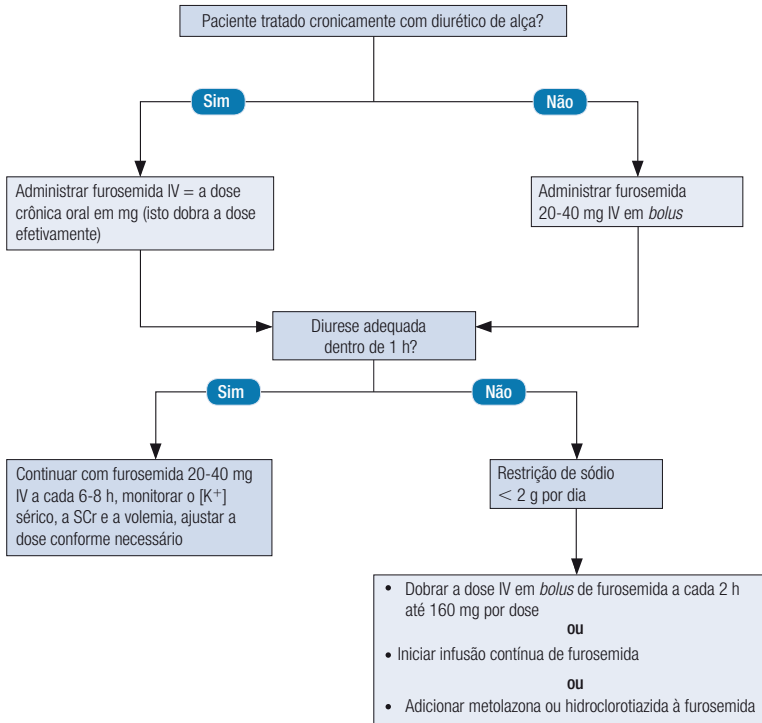 Paciente tratado cronicamente com diurético de alça?
Sim
Não
Administrar furosemida IV = a dose
crônica oral em mg (isto dobra a dose
efetivamente)
Administrar furosemida
20-40 mg IV em bolus
Diurese adequada
dentro de 1 h?
Sim
Não
Continuar com furosemida 20-40 mg
IV a cada 6-8 h, monitorar o [K⁺]
sérico, a SCr e a volemia, ajustar a
dose conforme necessário
Restrição de sódio
< 2 g por dia
• Dobrar a dose IV em bolus de furosemida a cada 2 h
até 160 mg por dose
ou
• Iniciar infusão contínua de furosemida
ou
• Adicionar metolazona ou hidroclorotiazida à furosemida